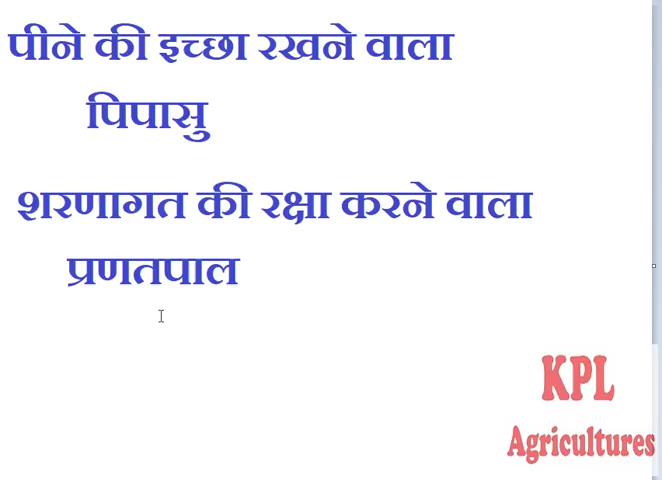 पीने की इच्छा रखने वाला
पिपासु
शरणागत की रक्षा करने वाला
प्रणतपाल
KPL
Agricultures